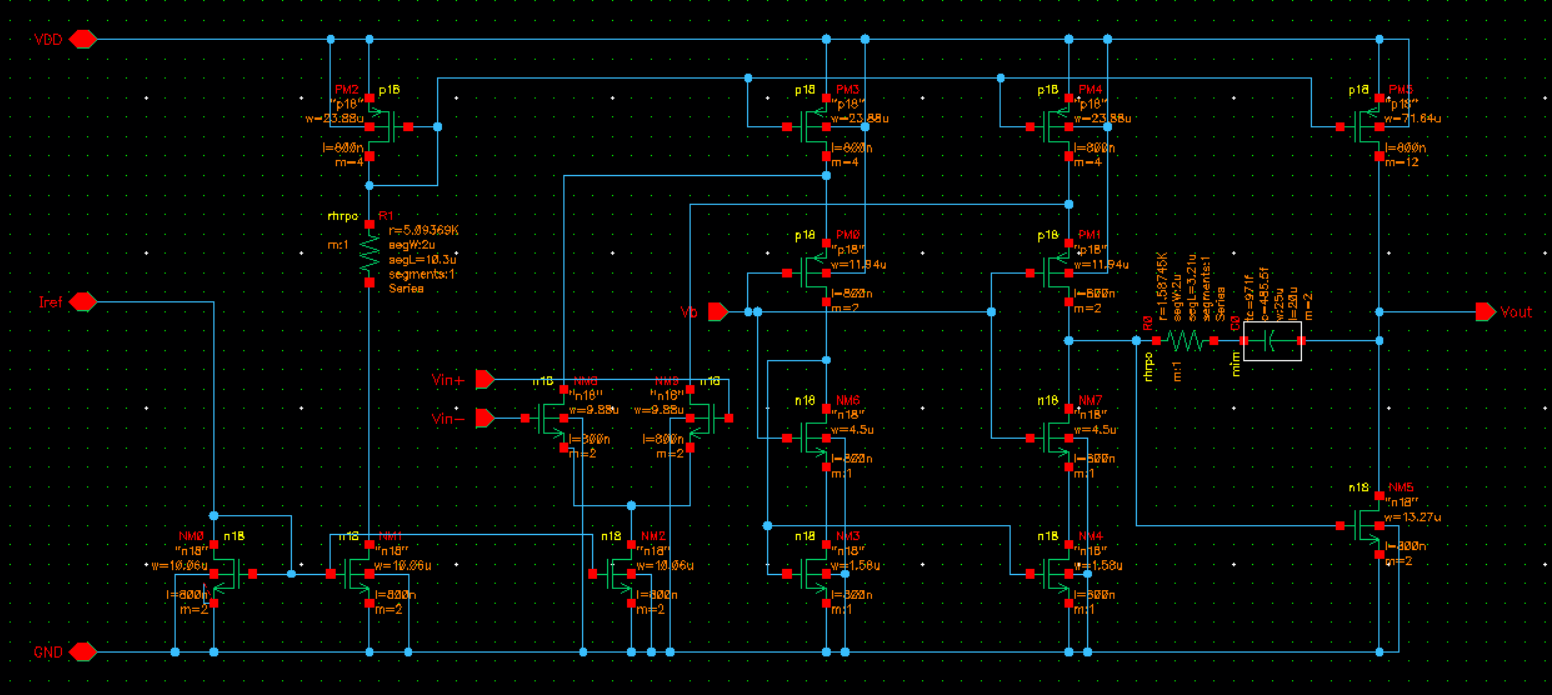 VDD
PM2
p18
"p18"
w=23.88u
l=800n
m=4
p18
PM3
"p18"
w=23.88u
l=800n
m=4
p18
PM4
"p18"
w=23.88u
l=800n
m=4
p18
PM5
"p18"
w=71.64u
l=800n
m=12
rhrpo
R1
m:1
r=5.09369K
segW:2u
segL=10.3u
segments:1
Series
p18
PM0
"p18"
w=11.94u
l=800n
m=2
p18
PM1
"p18"
w=11.94u
l=800n
m=2
Iref
Vb
R0
rhrpo
r=1.58745K
segW:2u
segL=3.21u
segments:1
Series
m:1
C0
mim
tc=971f
c=485.5f
w:25u
l=20u
m=2
Vout
Vin+
Vin-
n18
NM8
"n18"
w=9.88u
l=800n
m=2
NM9
n18
"n18"
w=9.88u
l=800n
m=2
n18
NM6
"n18"
w=4.5u
l=800n
m:1
n18
NM7
"n18"
w=4.5u
l=800n
m:1
n18
NM5
"n18"
w=13.27u
l=800n
m=2
NM0
n18
"n18"
w=10.06u
l=800n
m=2
n18
NM1
"n18"
w=10.06u
l=800n
m=2
n18
NM2
"n18"
w=10.06u
l=800n
m=2
n18
NM3
"n18"
w=1.58u
l=800n
m:1
n18
NM4
"n18"
w=1.58u
l=800n
m:1
GND